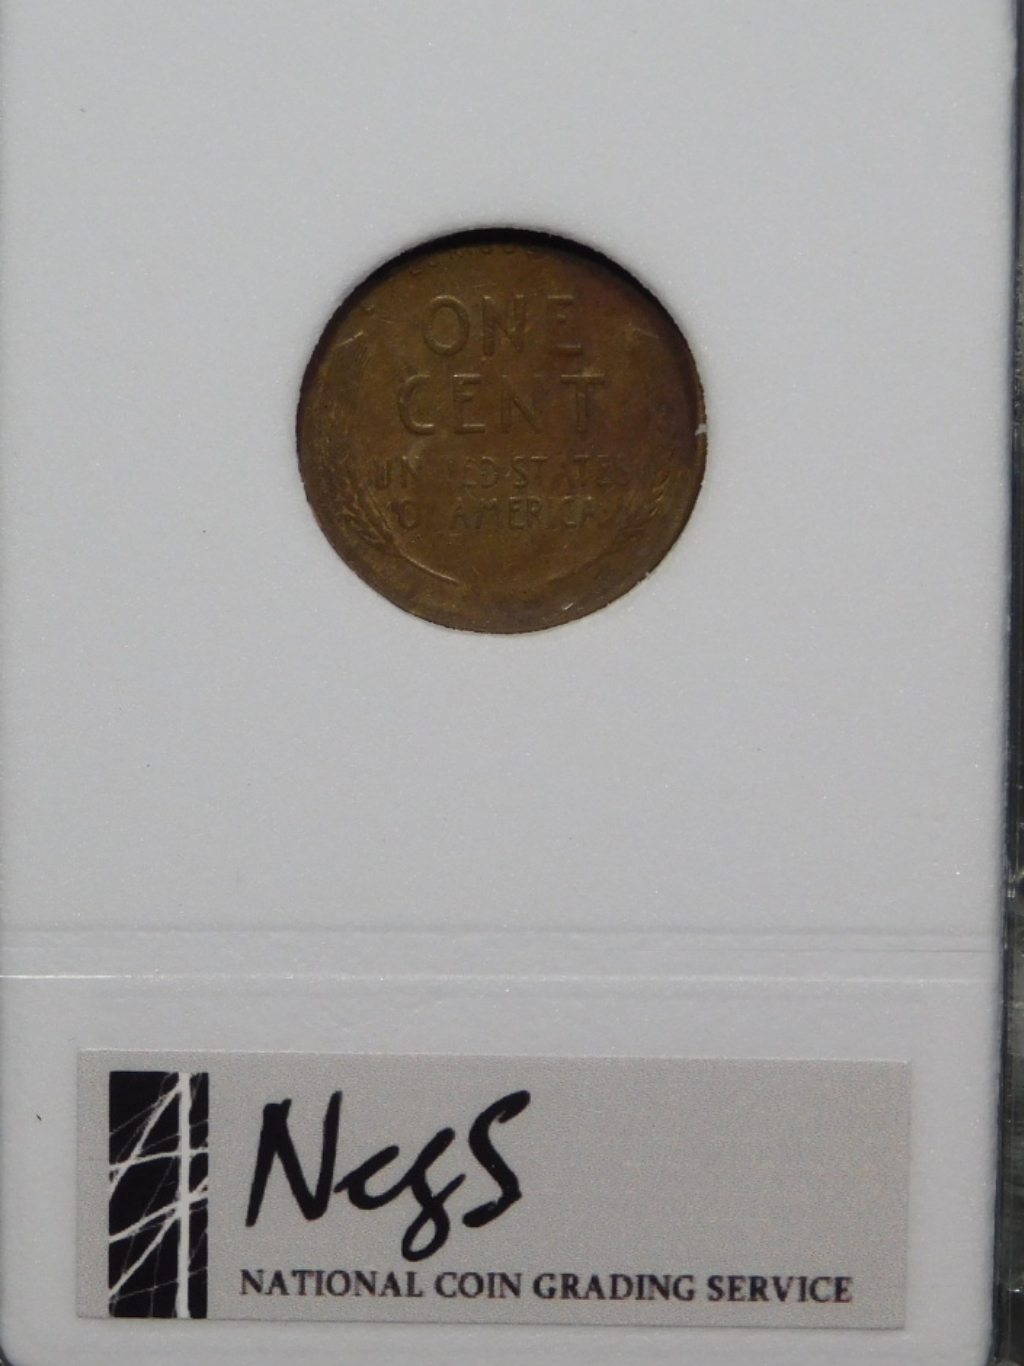 ONE
CENT
UNITED STATES
OF AMERICA
NcgS
NATIONAL COIN GRADING SERVICE